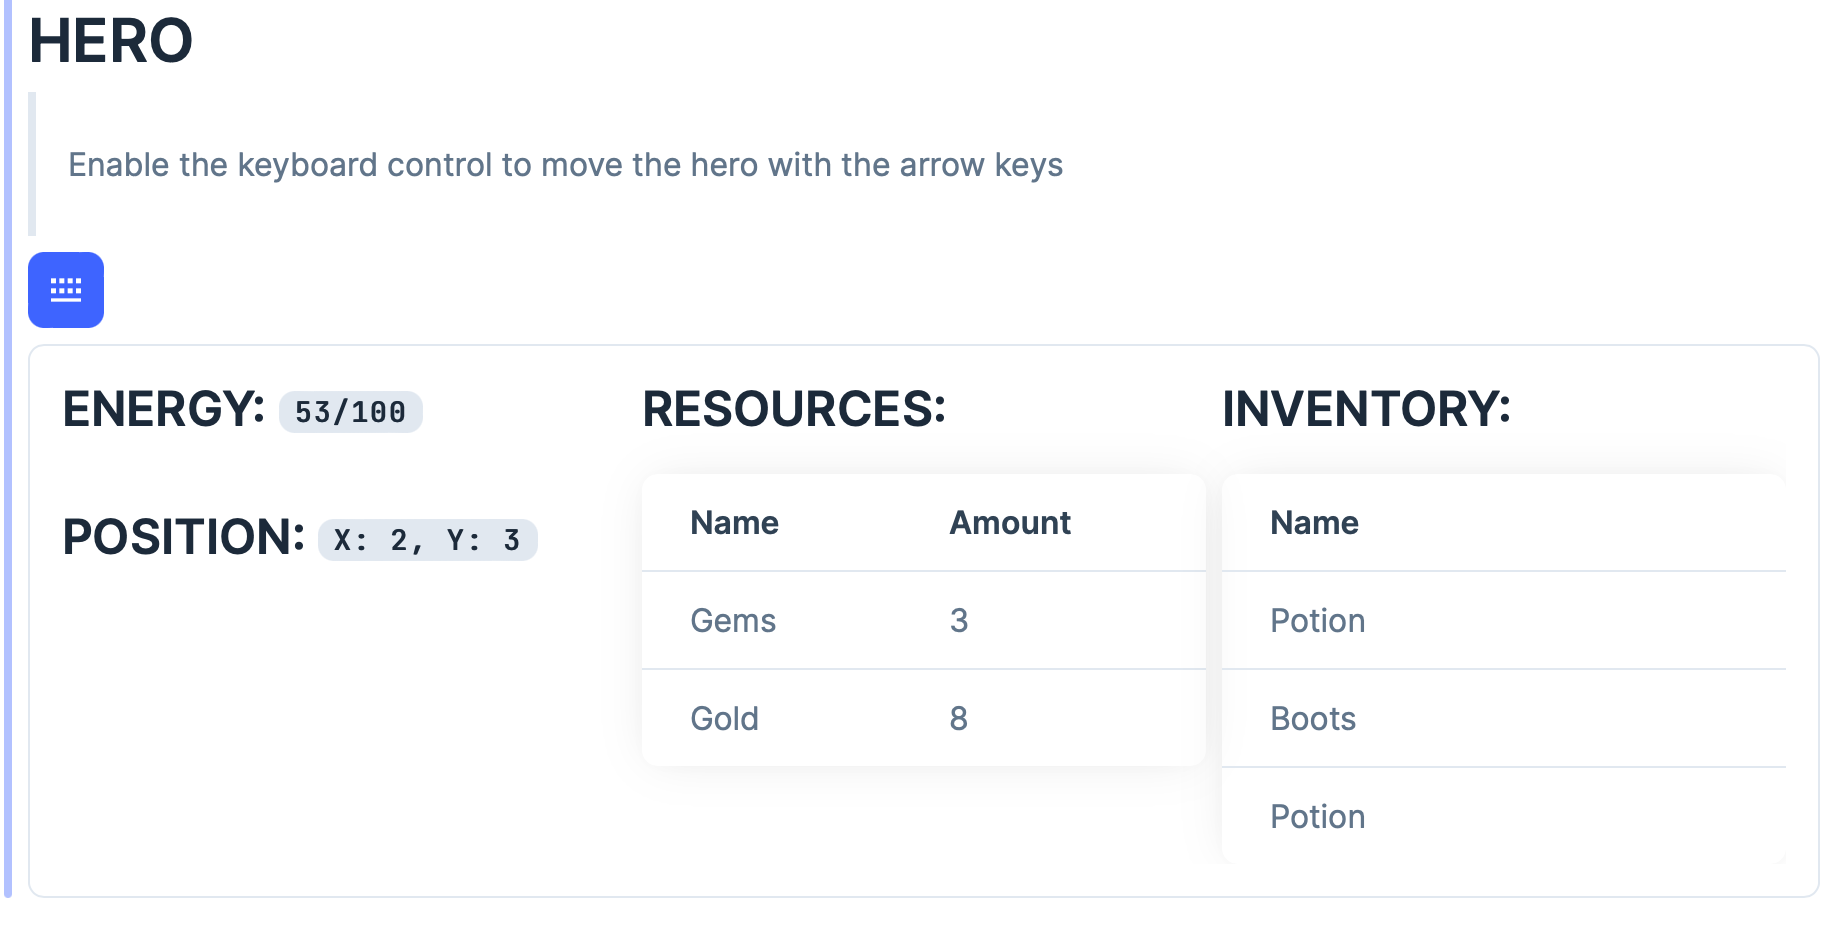 HERO
Enable the keyboard control to move the hero with the arrow keys
ENERGY: 53/100
POSITION: X: 2, Y: 3
RESOURCES:
Name Amount
Gems 3
Gold 8
INVENTORY:
Name
Potion
Boots
Potion